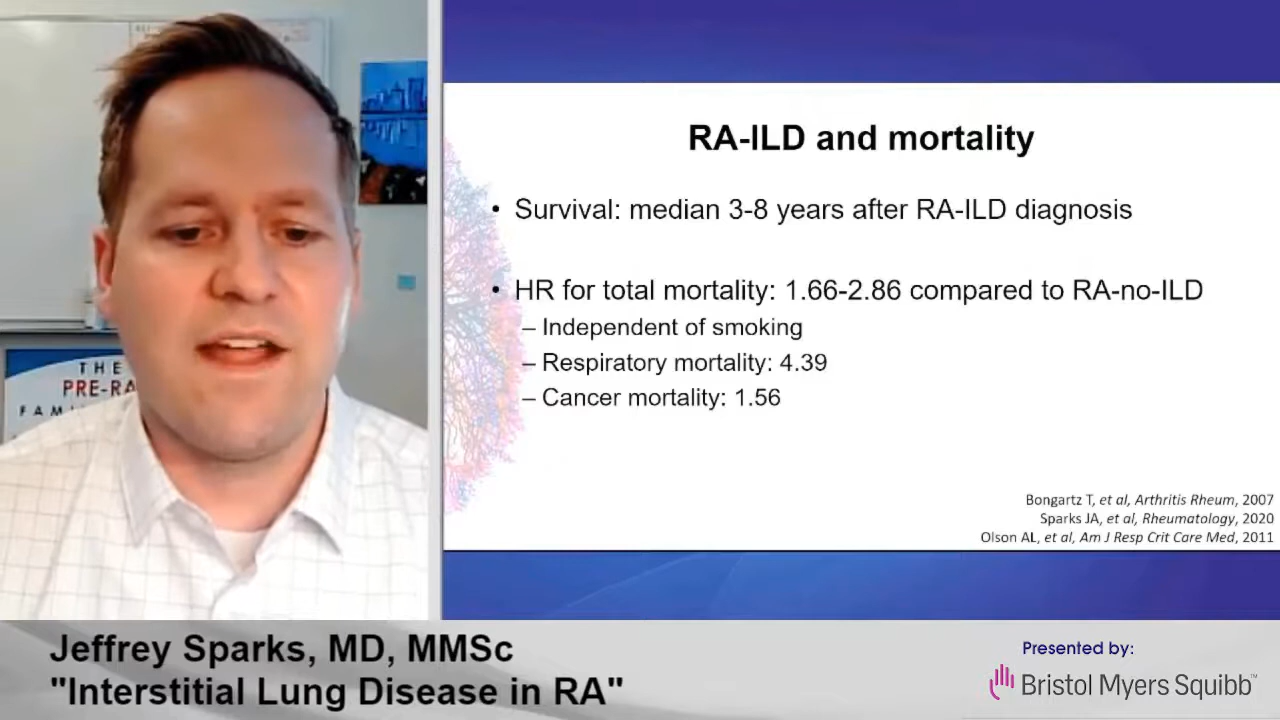 THE
PRE-RA
FAMI
RA-ILD and mortality
• Survival: median 3-8 years after RA-ILD diagnosis
• HR for total mortality: 1.66-2.86 compared to RA-no-ILD
– Independent of smoking
– Respiratory mortality: 4.39
– Cancer mortality: 1.56
Bongartz T, et al, Arthritis Rheum, 2007
Sparks JA, et al, Rheumatology, 2020
Olson AL, et al, Am J Resp Crit Care Med, 2011
Jeffrey Sparks, MD, MMSc
"Interstitial Lung Disease in RA"
Presented by:
Bristol Myers Squibb™